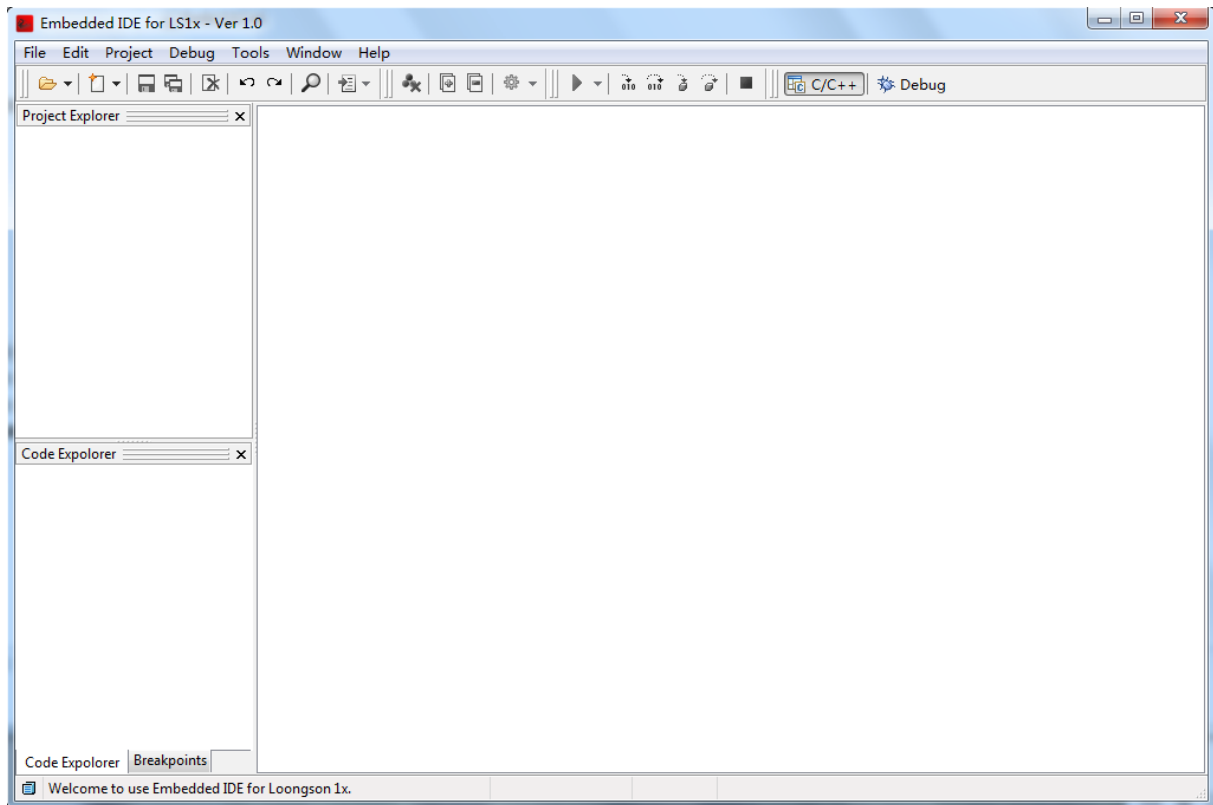 Embedded IDE for LS1x - Ver 1.0
File Edit Project Debug Tools Window Help
C/C++ Debug
Project Explorer
Code Expolorer
Code Expolorer Breakpoints
Welcome to use Embedded IDE for Loongson 1x.